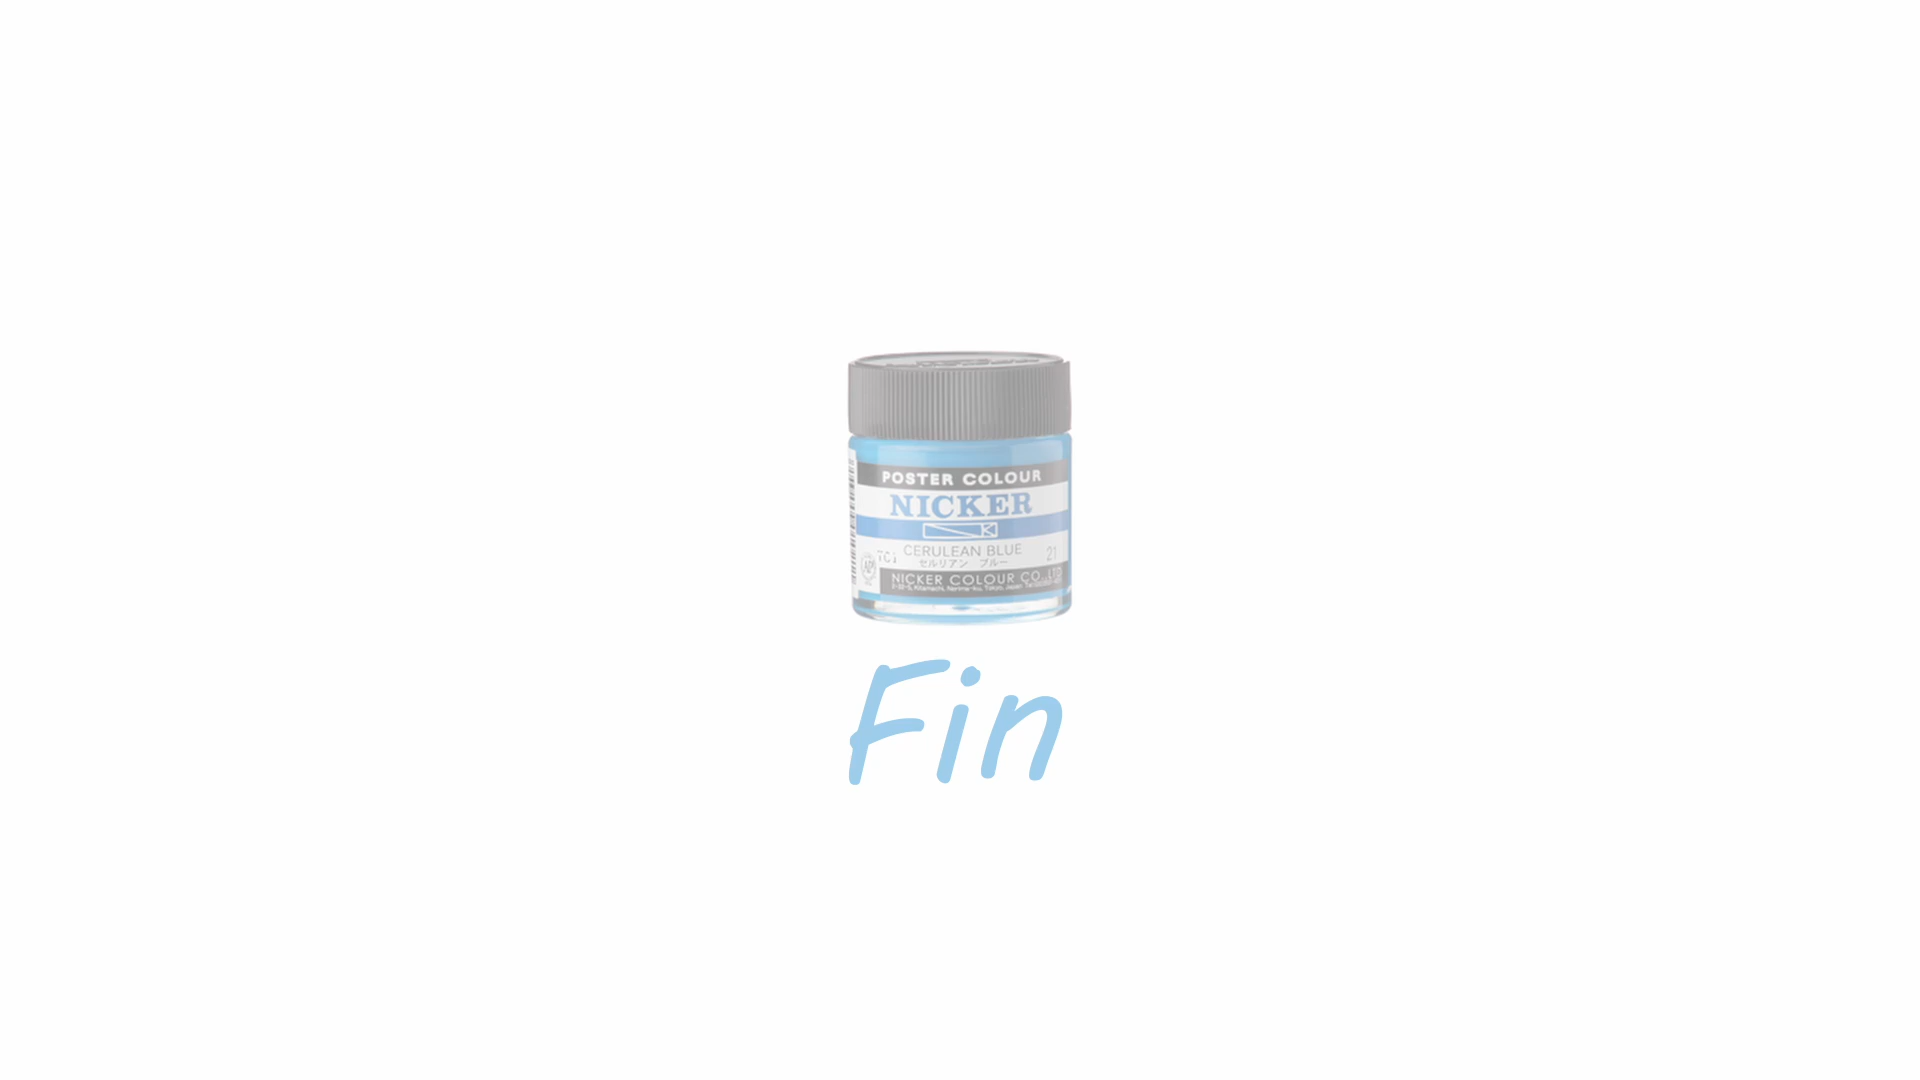 POSTER COLOUR
NICKER
CERULEAN BLUE 21
セルリアン ブルー
NICKER COLOUR CO., LTD
Fin